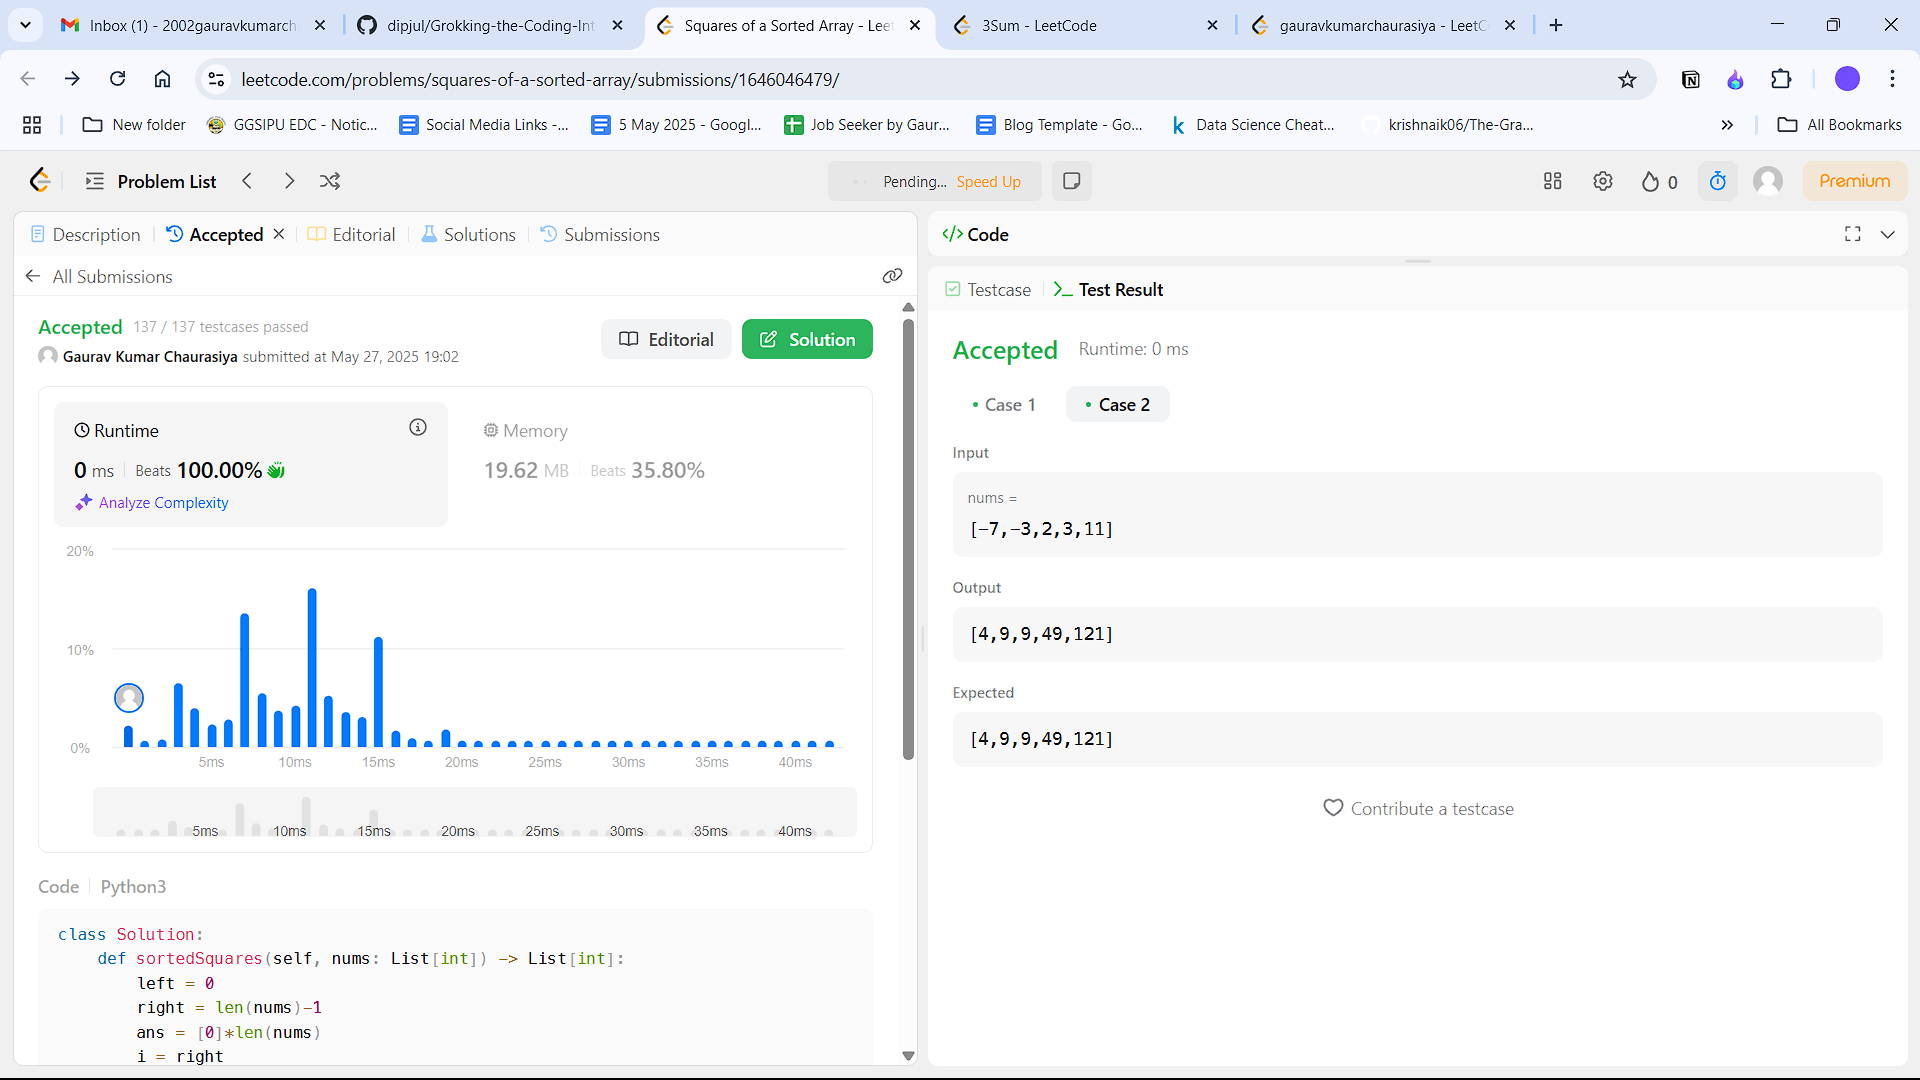 Inbox (1) - 2002gauravkumarch
dipjul/Grokking-the-Coding-Int
Squares of a Sorted Array - Leet
3Sum - LeetCode
gauravkumarchaurasiya - LeetC
leetcode.com/problems/squares-of-a-sorted-array/submissions/1646046479/
New folder
GGSIPU EDC - Notic...
Social Media Links -...
5 May 2025 - Googl...
Job Seeker by Gaur...
Blog Template - Go...
Data Science Cheat...
krishnaik06/The-Gra...
All Bookmarks
Problem List
Pending... Speed Up
0
Premium
Description
Accepted
Editorial
Solutions
Submissions
All Submissions
Accepted 137 / 137 testcases passed
Gaurav Kumar Chaurasiya submitted at May 27, 2025 19:02
Editorial
Solution
Runtime
0 ms Beats 100.00%
Analyze Complexity
Memory
19.62 MB Beats 35.80%
20%
10%
0%
5ms 10ms 15ms 20ms 25ms 30ms 35ms 40ms
5ms 10ms 15ms 20ms 25ms 30ms 35ms 40ms
Code Python3
class Solution:
def sortedSquares(self, nums: List[int]) -> List[int]:
left = 0
right = len(nums)-1
ans = [0]*len(nums)
i = right
</> Code
Testcase
Test Result
Accepted Runtime: 0 ms
Case 1
Case 2
Input
nums =
[-7,-3,2,3,11]
Output
[4,9,9,49,121]
Expected
[4,9,9,49,121]
Contribute a testcase